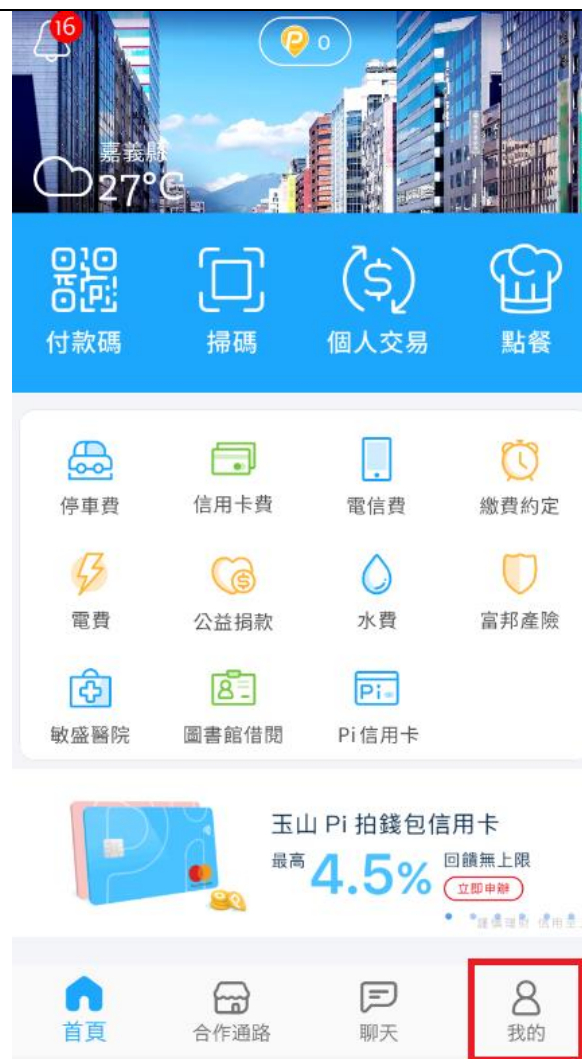 16
P 0
嘉義縣
27°C
付款碼 掃碼 個人交易 點餐
停車費 信用卡費 電信費 繳費約定
電費 公益捐款 水費 富邦產險
敏盛醫院 圖書館借閱 Pi信用卡
Pi
玉山 Pi 拍錢包信用卡
最高 4.5% 回饋無上限
立即申辦
首頁 合作通路 聊天 我的